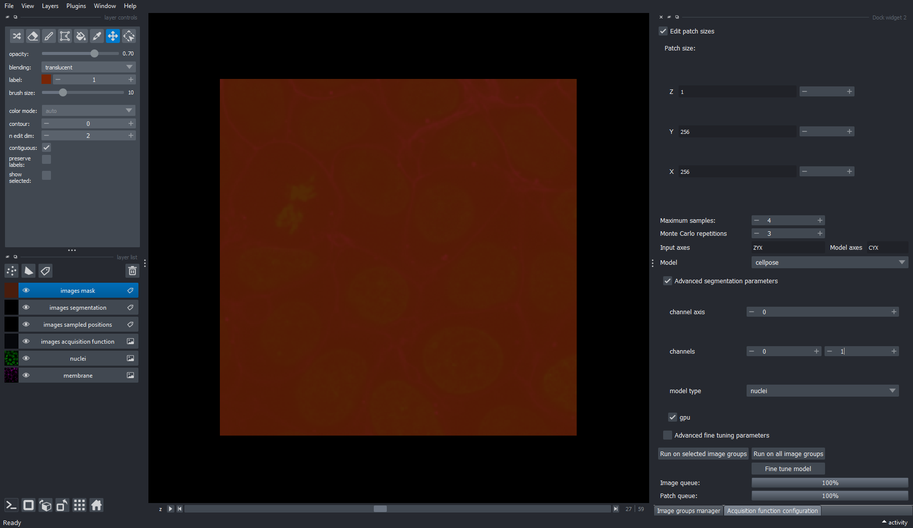 File View Layers Plugins Window Help
layer controls
Dock widget 2
opacity: 0.70
blending: translucent
label: 1
brush size: 10
color mode: auto
contour: 0
n edit dim: 2
contiguous:
preserve
labels:
show
selected:
layer list
images mask
images segmentation
images sampled positions
images acquisition function
nuclei
membrane
Ready
z 27 59
Edit patch sizes
Patch size:
Z 1
Y 256
X 256
Maximum samples: 4
Monte Carlo repetitions 3
Input axes ZYX Model axes CYX
Model cellpose
Advanced segmentation parameters
channel axis 0
channels 0 1
model type nuclei
gpu
Advanced fine tuning parameters
Run on selected image groups Run on all image groups
Fine tune model
Image queue: 100%
Patch queue: 100%
Image groups manager Acquisition function configuration
activity